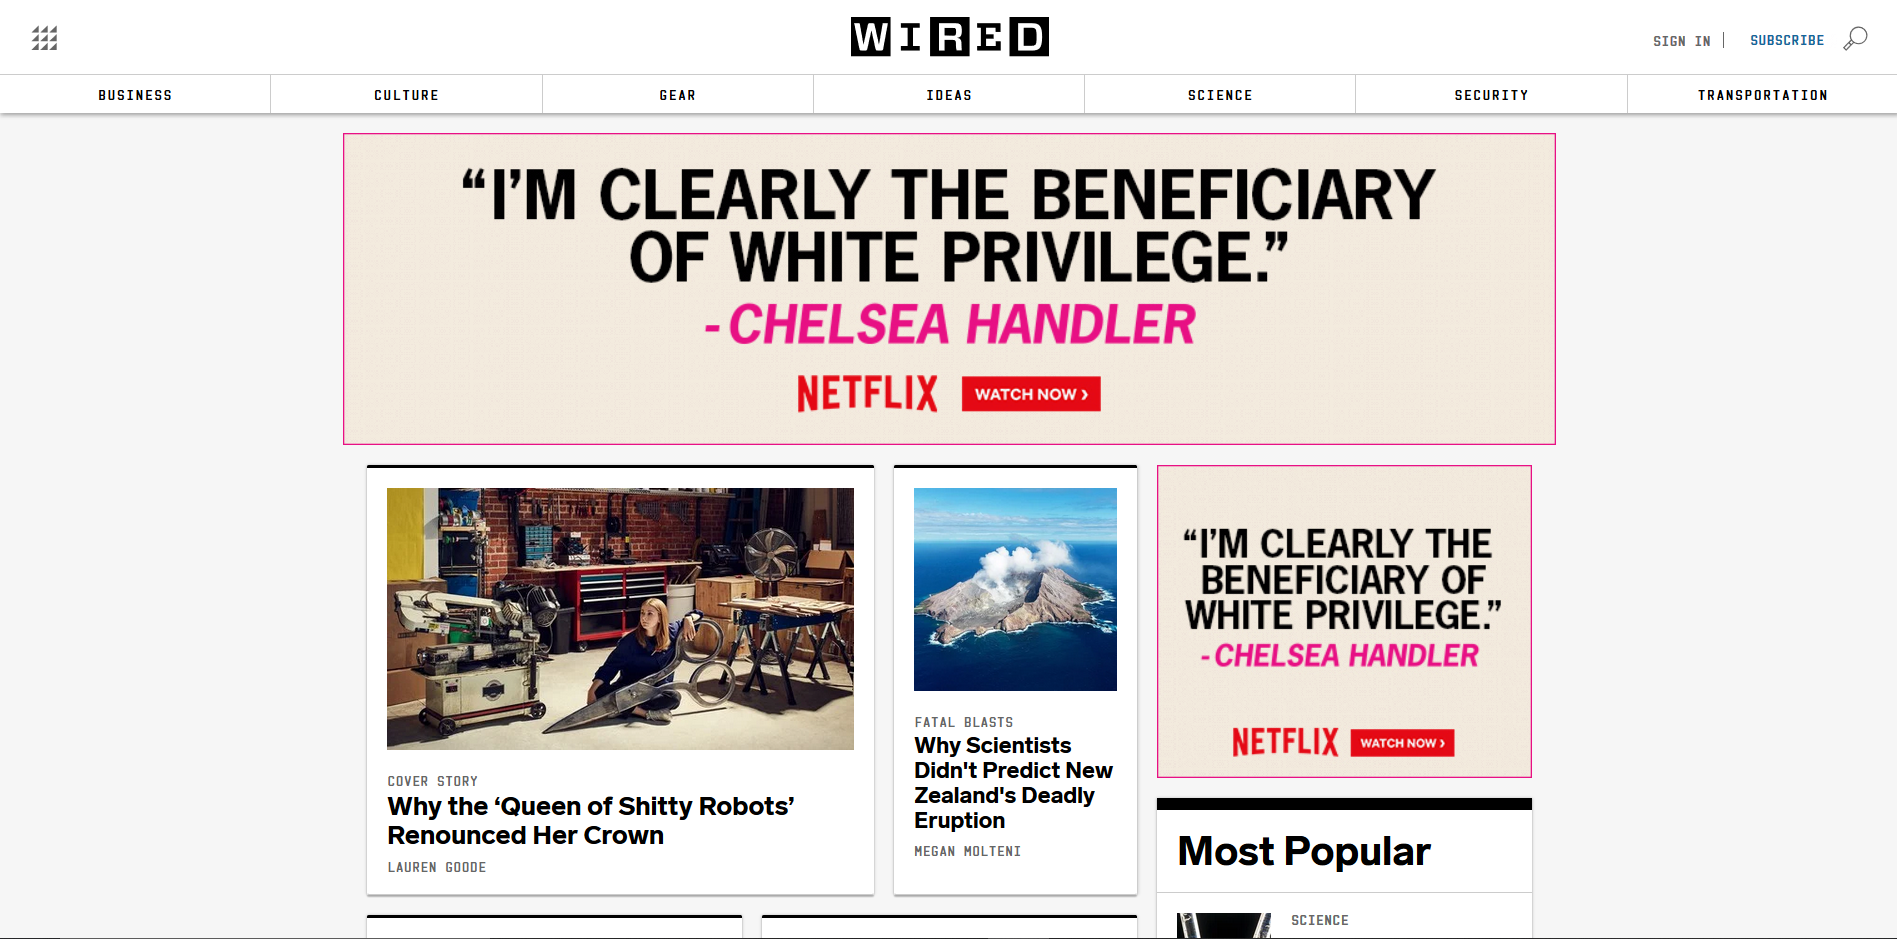 WIRED
SIGN IN
SUBSCRIBE
BUSINESS
CULTURE
GEAR
IDEAS
SCIENCE
SECURITY
TRANSPORTATION
“I’M CLEARLY THE BENEFICIARY
OF WHITE PRIVILEGE.”
- CHELSEA HANDLER
NETFLIX
WATCH NOW ›
COVER STORY
Why the ‘Queen of Shitty Robots’
Renounced Her Crown
LAUREN GOODE
FATAL BLASTS
Why Scientists
Didn't Predict New
Zealand's Deadly
Eruption
MEGAN MOLTENI
“I’M CLEARLY THE
BENEFICIARY OF
WHITE PRIVILEGE.”
- CHELSEA HANDLER
NETFLIX
WATCH NOW ›
Most Popular
SCIENCE